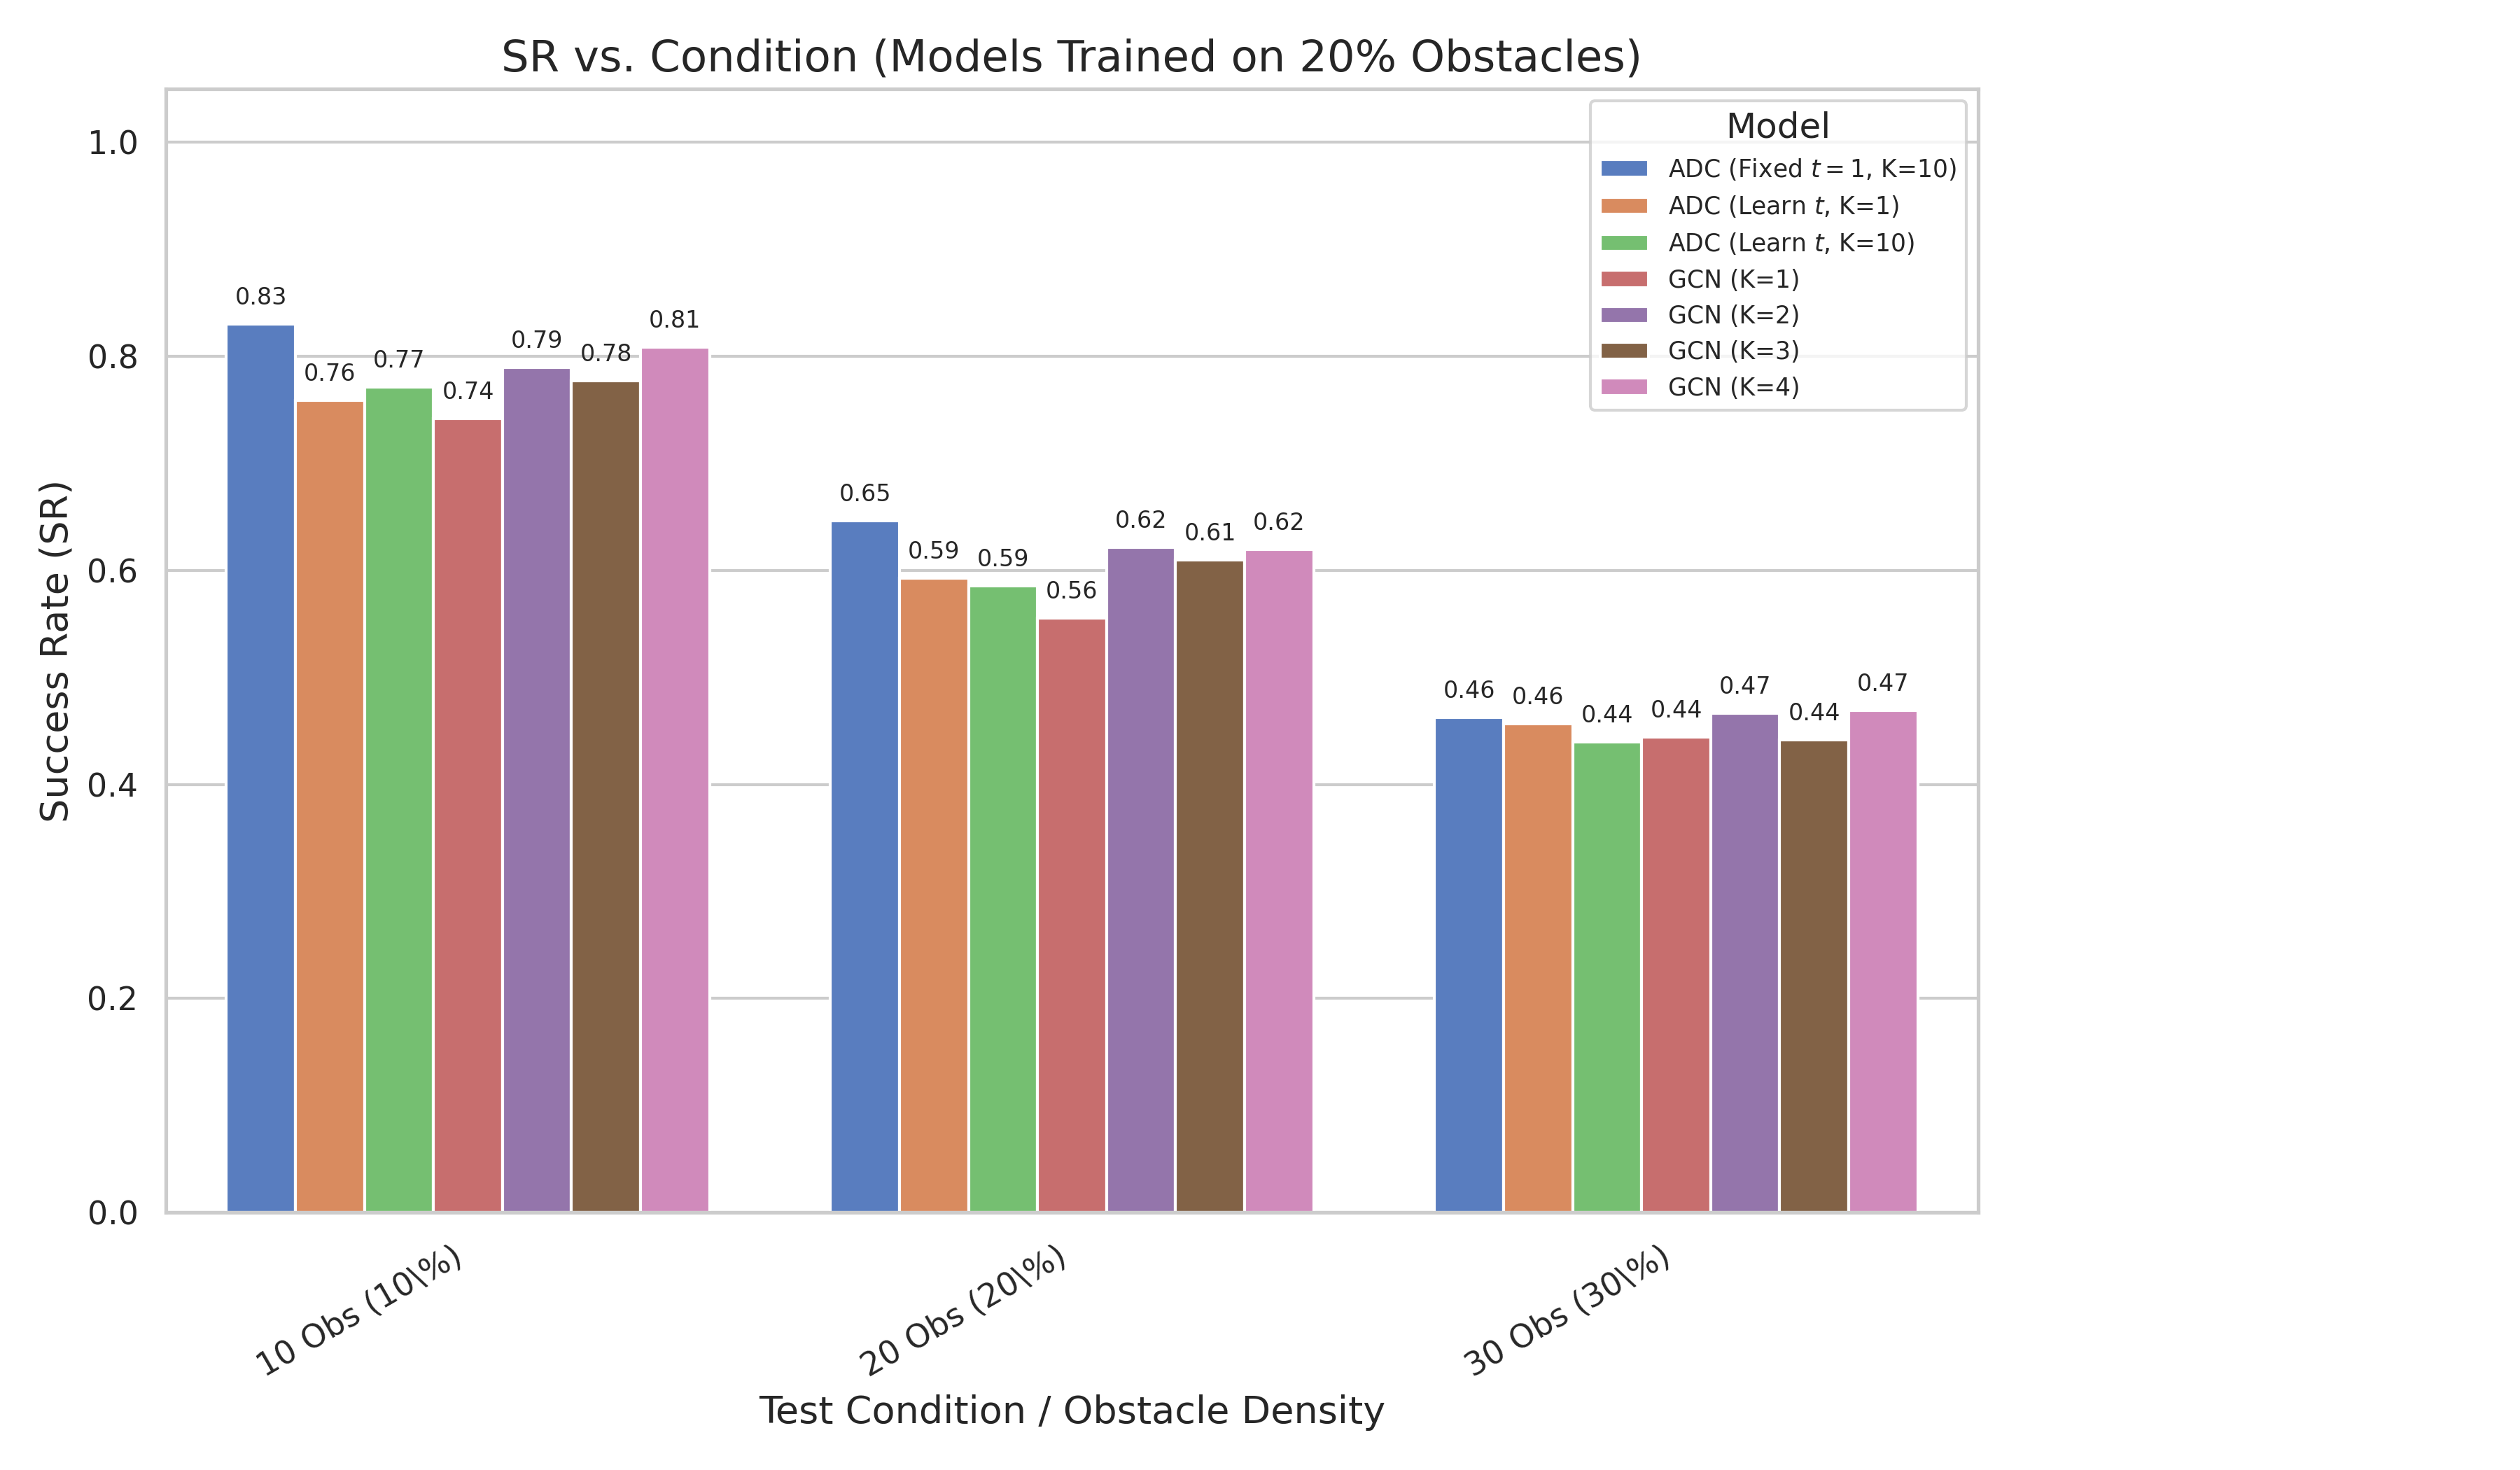 SR vs. Condition (Models Trained on 20% Obstacles)
Success Rate (SR)
1.0
0.8
0.6
0.4
0.2
0.0
Model
ADC (Fixed t = 1, K=10)
ADC (Learn t, K=1)
ADC (Learn t, K=10)
GCN (K=1)
GCN (K=2)
GCN (K=3)
GCN (K=4)
0.83
0.76
0.77
0.74
0.79
0.78
0.81
0.65
0.59
0.59
0.56
0.62
0.61
0.62
0.46
0.46
0.44
0.44
0.47
0.44
0.47
10 Obs (10\%)
20 Obs (20\%)
30 Obs (30\%)
Test Condition / Obstacle Density